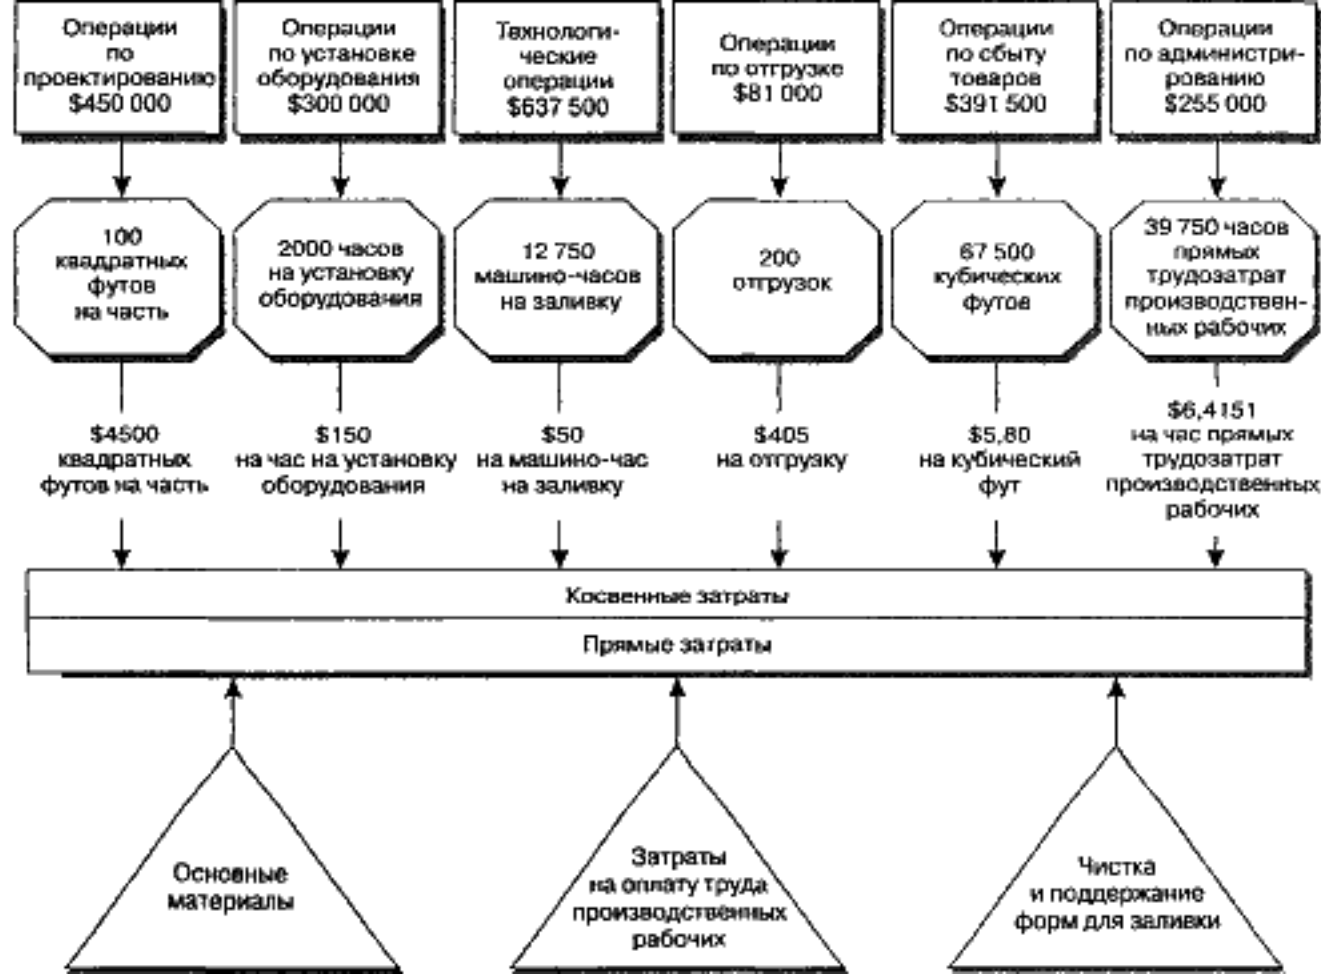 Операции
по
проектированию
$450 000
Операции
по установке
оборудования
$300 000
Технологи-
ческие
операции
$637 500
Операции
по отгрузке
$81 000
Операции
по сбыту
товаров
$391 500
Операции
по администри-
рованию
$255 000
100
квадратных
футов
на часть
2000 часов
на установку
оборудования
12 750
машино-часов
на заливку
200
отгрузок
67 500
кубических
футов
39 750 часов
прямых
трудозатрат
производствен-
ных рабочих
$4500
квадратных
футов на часть
$150
на час на установку
оборудования
$50
на машино-час
на заливку
$405
на отгрузку
$5,80
на кубический
фут
$6,4151
на час прямых
трудозатрат
производственных
рабочих
Косвенные затраты
Прямые затраты
Основные
материалы
Затраты
на оплату труда
производственных
рабочих
Чистка
и поддержание
форм для заливки